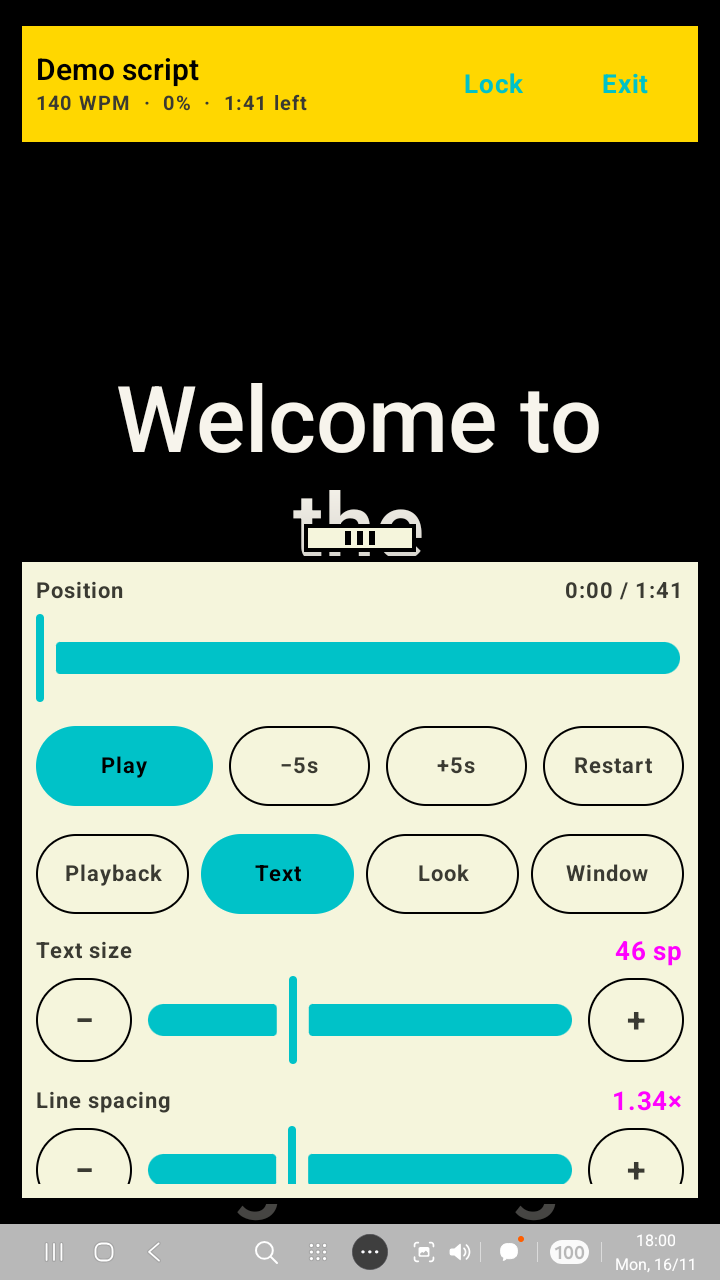 Demo script
140 WPM · 0% · 1:41 left
Lock
Exit
Welcome to
the
Position
0:00 / 1:41
Play
−5s
+5s
Restart
Playback
Text
Look
Window
Text size
46 sp
−
+
Line spacing
1.34×
−
+
100
18:00
Mon, 16/11